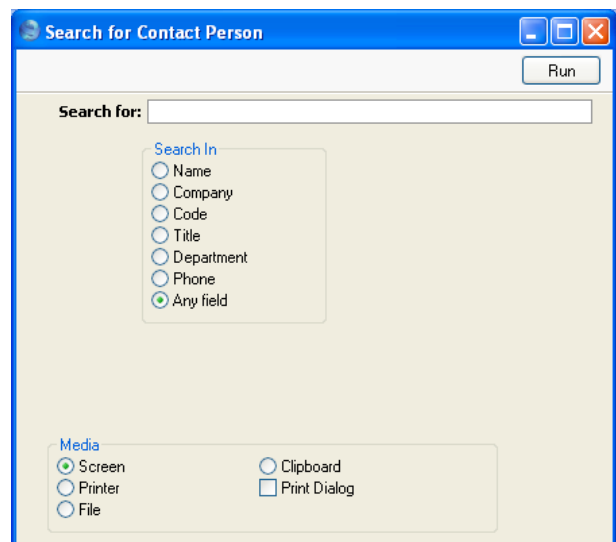 Search for Contact Person
Run
Search for:
Search In
Name
Company
Code
Title
Department
Phone
Any field
Media
Screen
Clipboard
Printer
Print Dialog
File